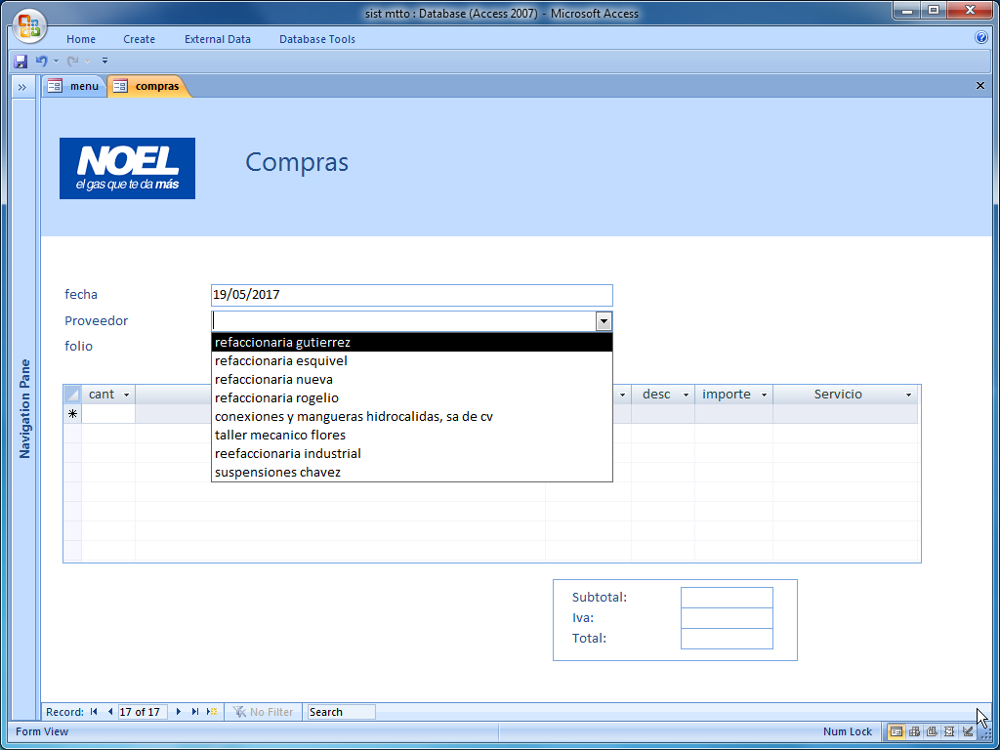 sist mtto : Database (Access 2007) - Microsoft Access
Home Create External Data Database Tools
menu compras
NOEL
el gas que te da más
Compras
fecha 19/05/2017
Proveedor
folio
refaccionaria gutierrez
refaccionaria esquivel
refaccionaria nueva
refaccionaria rogelio
conexiones y mangueras hidrocalidas, sa de cv
taller mecanico flores
reefaccionaria industrial
suspensiones chavez
cant desc importe Servicio
Navigation Pane
Subtotal:
Iva:
Total:
Record: 17 of 17 No Filter Search
Form View Num Lock